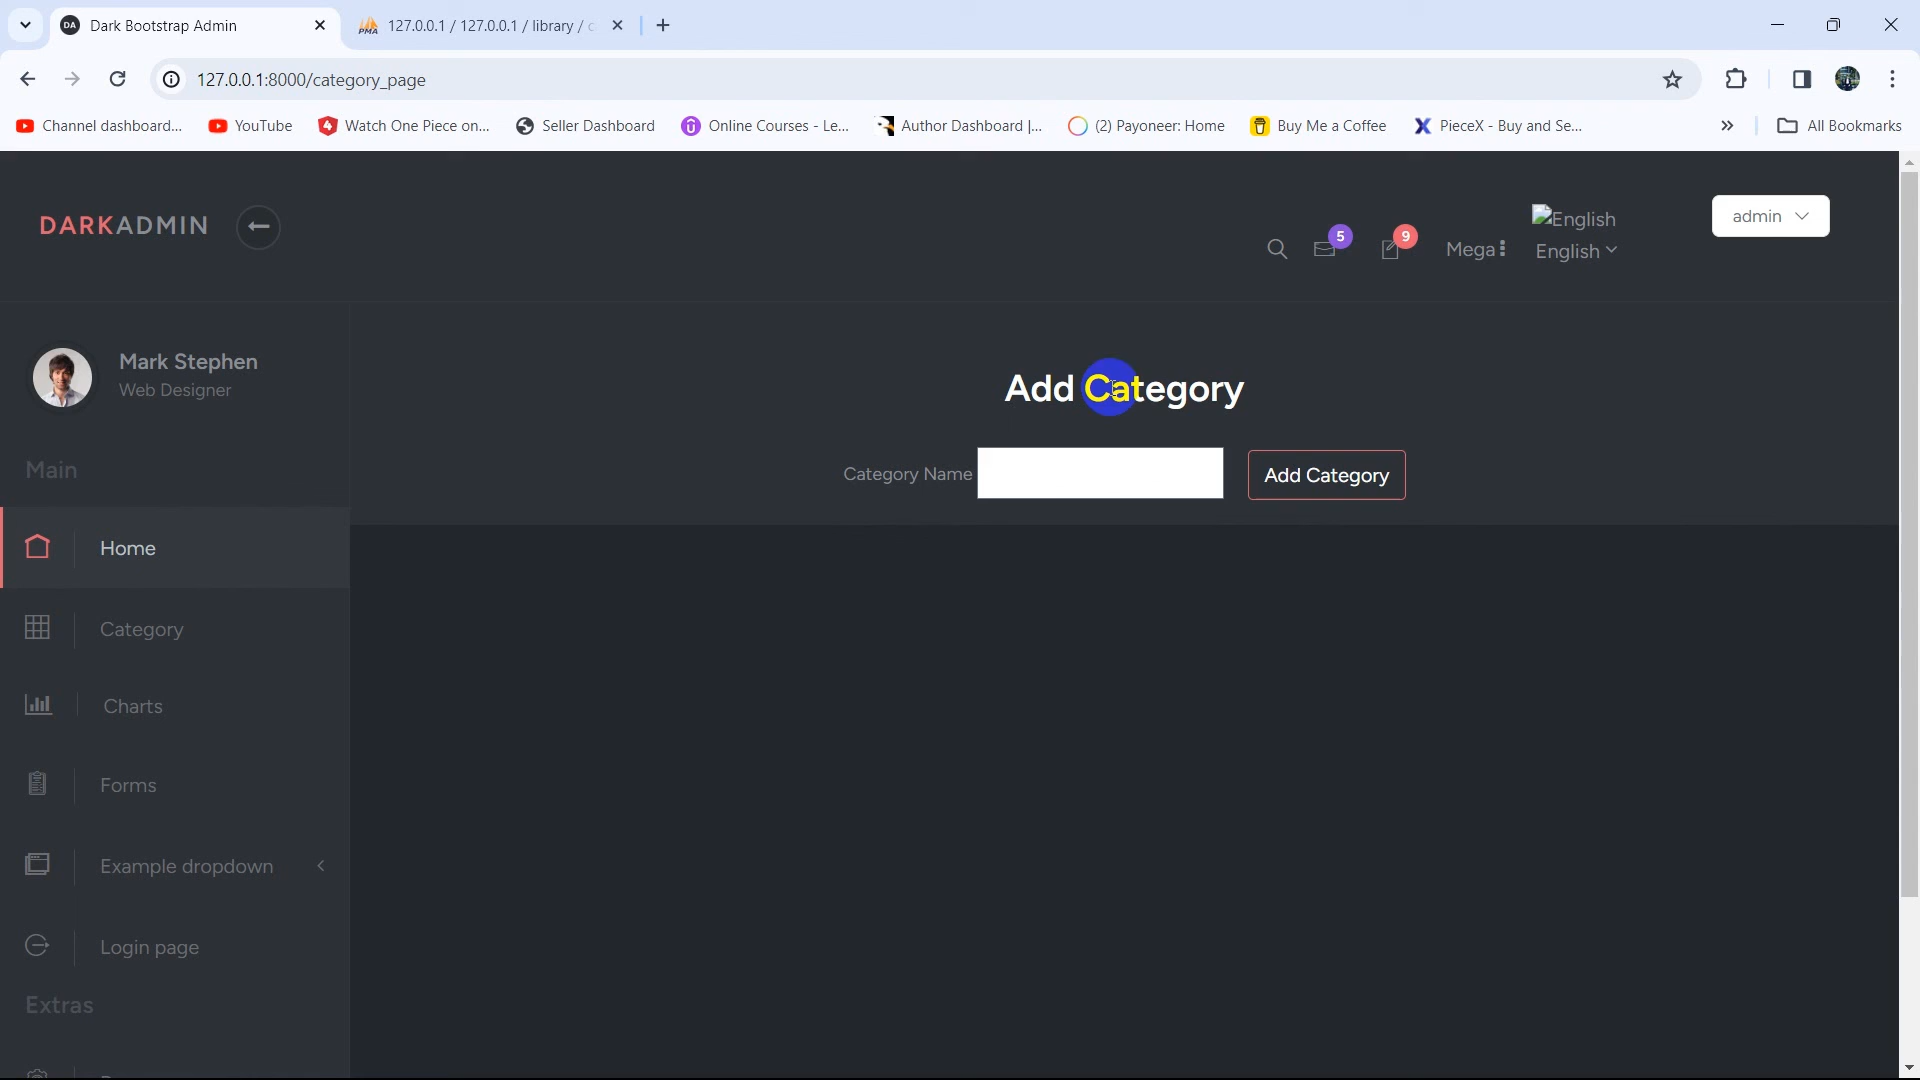 DA Dark Bootstrap Admin
PMA 127.0.0.1 / 127.0.0.1 / library /
127.0.0.1:8000/category_page
Channel dashboard...
YouTube
Watch One Piece on...
Seller Dashboard
Online Courses - Le...
Author Dashboard |...
(2) Payoneer: Home
Buy Me a Coffee
PieceX - Buy and Se...
All Bookmarks
DARKADMIN
5
9
Mega
English
English
admin
Mark Stephen
Web Designer
Add Category
Category Name
Add Category
Main
Home
Category
Charts
Forms
Example dropdown
Login page
Extras